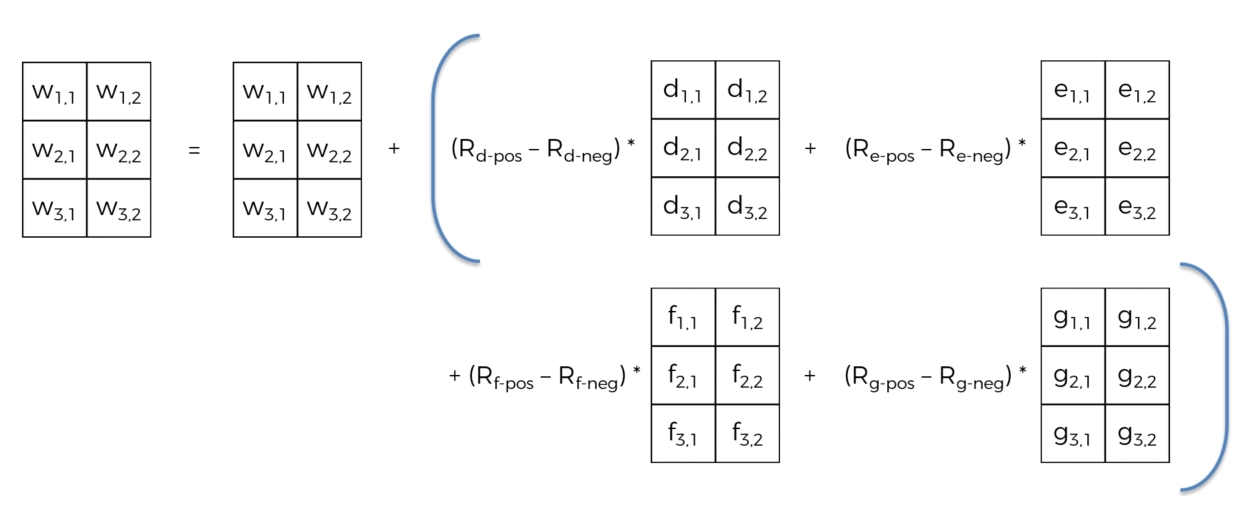 w1,1 w1,2 w1,1 w1,2 d1,1 d1,2 e1,1 e1,2
w2,1 w2,2 = w2,1 w2,2 + (Rd-pos – Rd-neg) * d2,1 d2,2 + (Re-pos – Re-neg) * e2,1 e2,2
w3,1 w3,2 w3,1 w3,2 d3,1 d3,2 e3,1 e3,2
f1,1 f1,2 g1,1 g1,2
+ (Rf-pos – Rf-neg) * f2,1 f2,2 + (Rg-pos – Rg-neg) * g2,1 g2,2
f3,1 f3,2 g3,1 g3,2